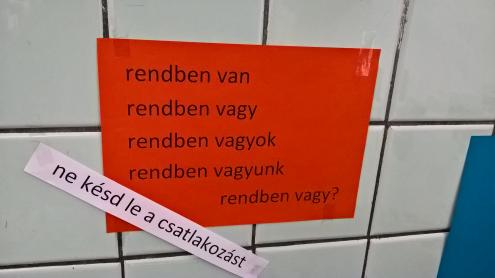 rendben van
rendben vagy
rendben vagyok
rendben vagyunk
rendben vagy?
ne késd le a csatlakozást